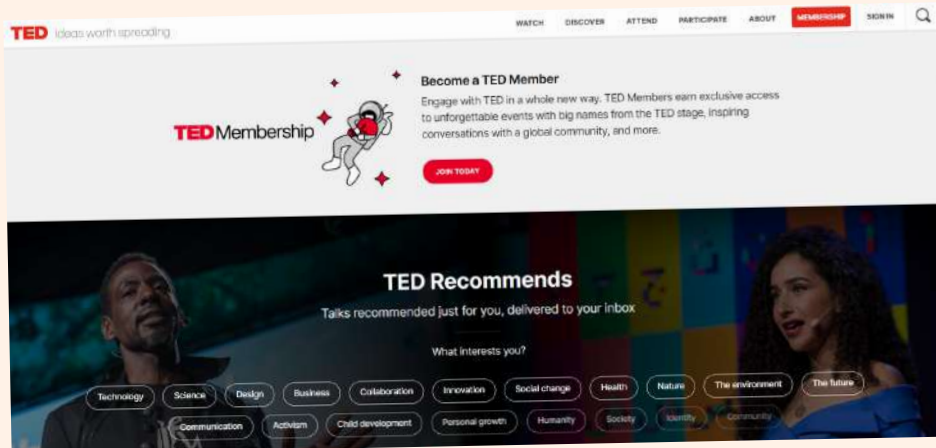 TED Ideas worth spreading
WATCH DISCOVER ATTEND PARTICIPATE ABOUT MEMBERSHIP SIGN IN
TED Membership
Become a TED Member
Engage with TED in a whole new way. TED Members earn exclusive access
to unforgettable events with big names from the TED stage, inspiring
conversations with a global community, and more.
JOIN TODAY
TED Recommends
Talks recommended just for you, delivered to your inbox
What interests you?
Technology Science Design Business Collaboration Innovation Social change Health Nature The environment The future
Communication Activism Child development Personal growth Humanity Society Identity Community